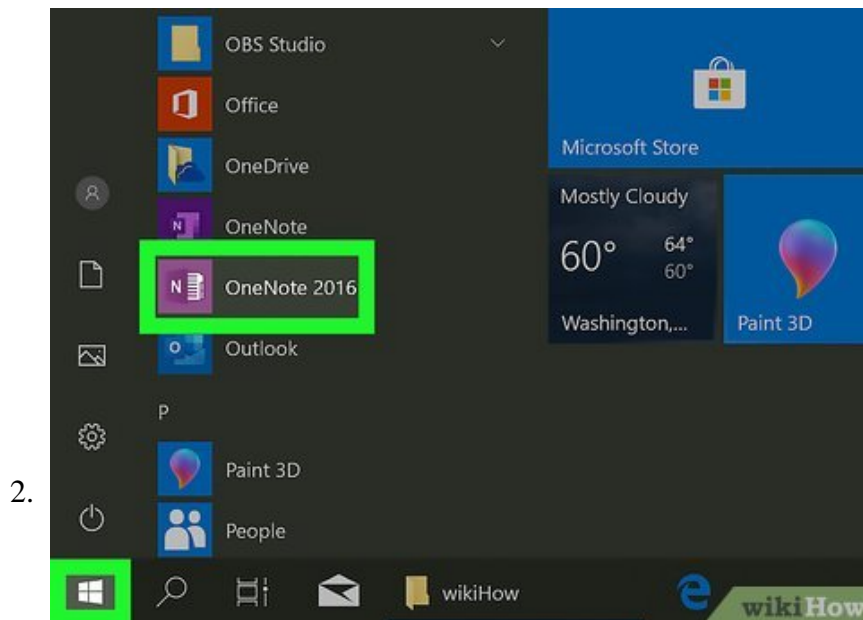 OBS Studio
Office
OneDrive
OneNote
OneNote 2016
Outlook
P
Paint 3D
People
Microsoft Store
Mostly Cloudy
60° 64°
60°
Washington,...
Paint 3D
2.
wikiHow
wikiHow